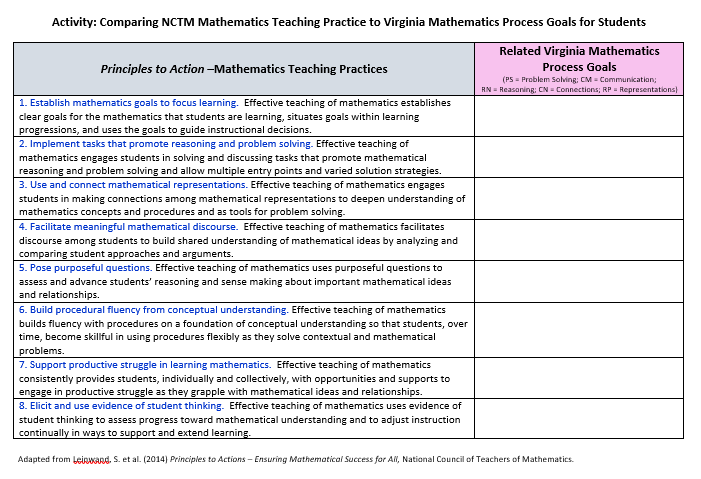 Activity: Comparing NCTM Mathematics Teaching Practice to Virginia Mathematics Process Goals for Students
Principles to Action –Mathematics Teaching Practices
Related Virginia Mathematics
Process Goals
(PS = Problem Solving; CM = Communication;
RN = Reasoning; CN = Connections; RP = Representations)
1. Establish mathematics goals to focus learning.  Effective teaching of mathematics establishes
clear goals for the mathematics that students are learning, situates goals within learning
progressions, and uses the goals to guide instructional decisions.
2. Implement tasks that promote reasoning and problem solving. Effective teaching of
mathematics engages students in solving and discussing tasks that promote mathematical
reasoning and problem solving and allow multiple entry points and varied solution strategies.
3. Use and connect mathematical representations. Effective teaching of mathematics engages
students in making connections among mathematical representations to deepen understanding of
mathematics concepts and procedures and as tools for problem solving.
4. Facilitate meaningful mathematical discourse.  Effective teaching of mathematics facilitates
discourse among students to build shared understanding of mathematical ideas by analyzing and
comparing student approaches and arguments.
5. Pose purposeful questions. Effective teaching of mathematics uses purposeful questions to
assess and advance students’ reasoning and sense making about important mathematical ideas
and relationships.
6. Build procedural fluency from conceptual understanding. Effective teaching of mathematics
builds fluency with procedures on a foundation of conceptual understanding so that students, over
time, become skillful in using procedures flexibly as they solve contextual and mathematical
problems.
7. Support productive struggle in learning mathematics.  Effective teaching of mathematics
consistently provides students, individually and collectively, with opportunities and supports to
engage in productive struggle as they grapple with mathematical ideas and relationships.
8. Elicit and use evidence of student thinking.  Effective teaching of mathematics uses evidence of
student thinking to assess progress toward mathematical understanding and to adjust instruction
continually in ways to support and extend learning.
Adapted from Leinwand, S. et al. (2014) Principles to Actions – Ensuring Mathematical Success for All, National Council of Teachers of Mathematics.